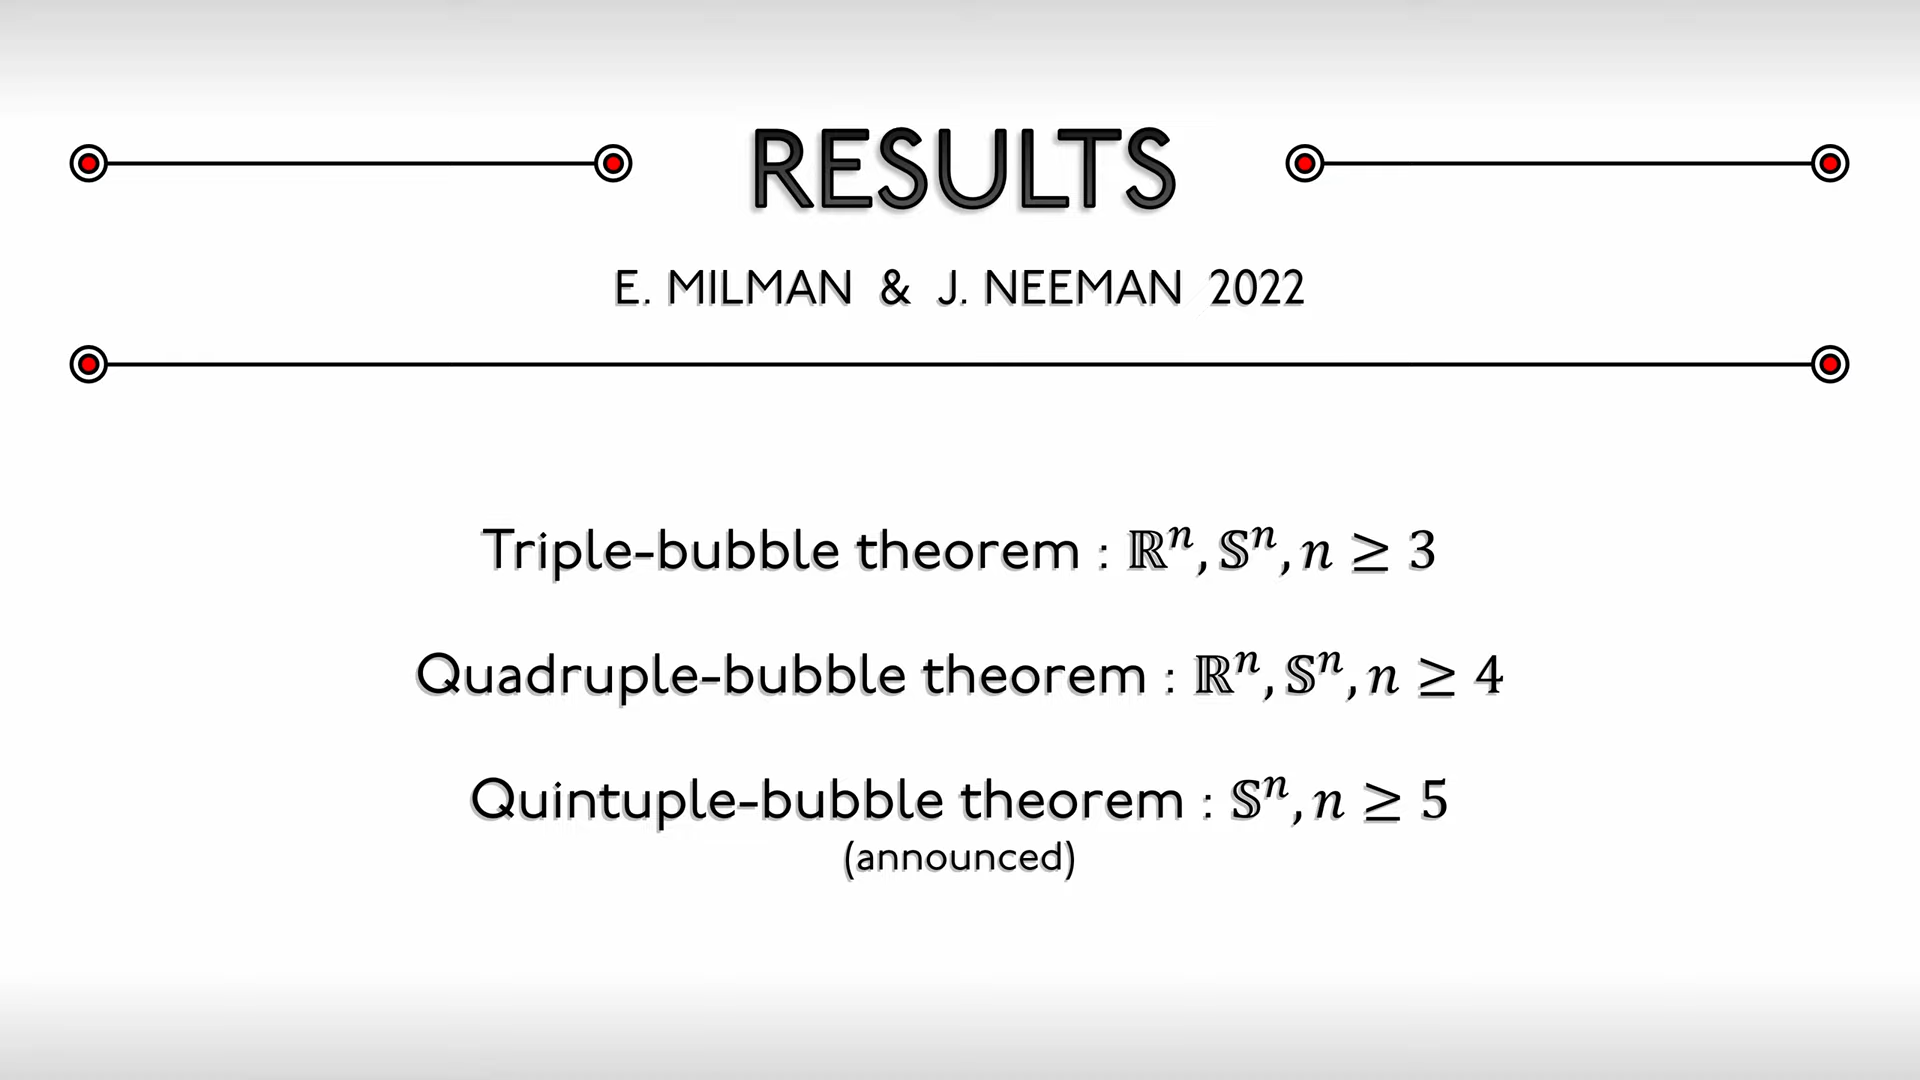 RESULTS
E. MILMAN & J. NEEMAN 2022
Triple-bubble theorem : ℝⁿ, 𝕊ⁿ, n ≥ 3
Quadruple-bubble theorem : ℝⁿ, 𝕊ⁿ, n ≥ 4
Quintuple-bubble theorem : 𝕊ⁿ, n ≥ 5
(announced)